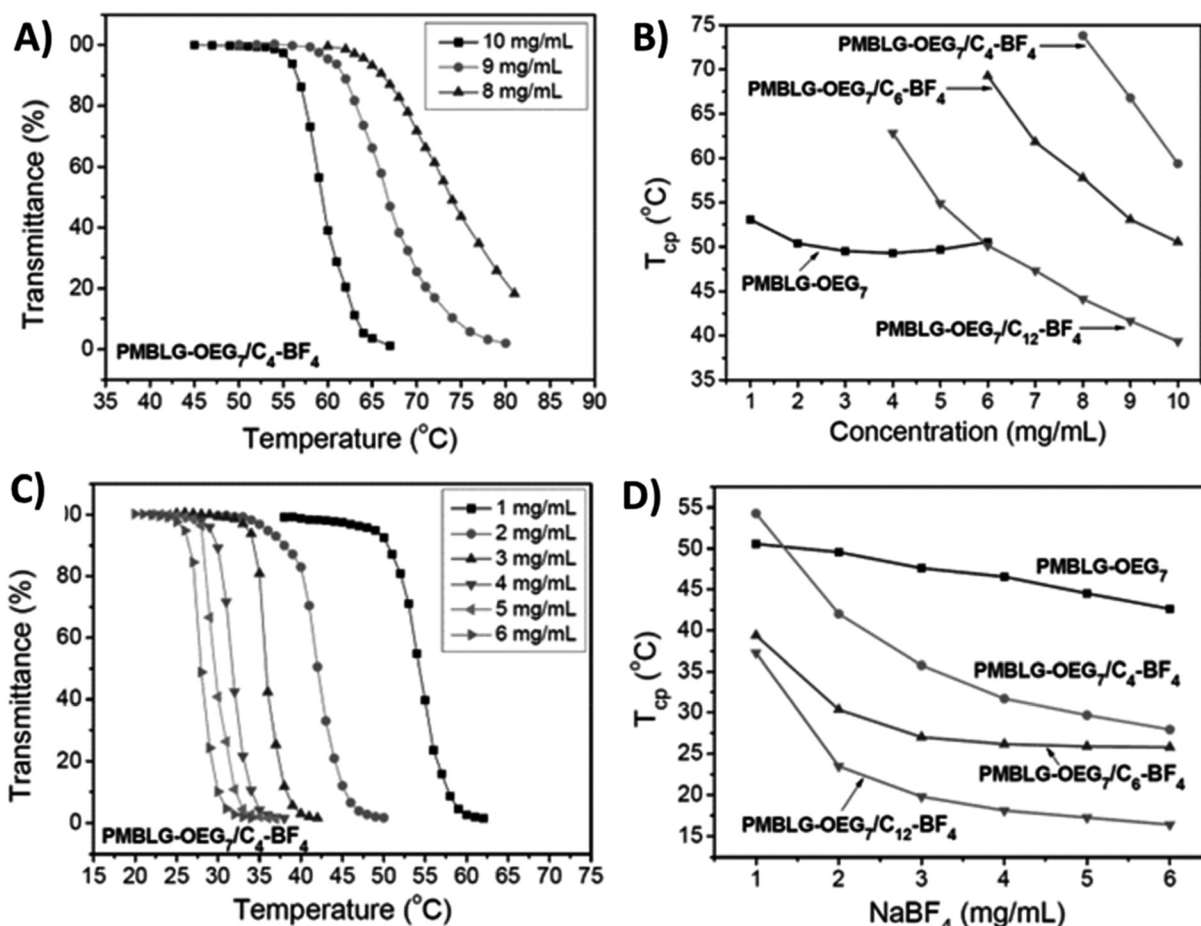 A)
Transmittance (%)
00
80
60
40
20
0
10 mg/mL
9 mg/mL
8 mg/mL
PMBLG-OEG₇/C₄-BF₄
35 40 45 50 55 60 65 70 75 80 85 90
Temperature (°C)
B)
T_cp (°C)
75
70
65
60
55
50
45
40
35
PMBLG-OEG₇/C₄-BF₄
PMBLG-OEG₇/C₆-BF₄
PMBLG-OEG₇
PMBLG-OEG₇/C₁₂-BF₄
1 2 3 4 5 6 7 8 9 10
Concentration (mg/mL)
C)
Transmittance (%)
00
80
60
40
20
0
1 mg/mL
2 mg/mL
3 mg/mL
4 mg/mL
5 mg/mL
6 mg/mL
PMBLG-OEG₇/C₄-BF₄
15 20 25 30 35 40 45 50 55 60 65 70 75
Temperature (°C)
D)
T_cp (°C)
55
50
45
40
35
30
25
20
15
PMBLG-OEG₇
PMBLG-OEG₇/C₄-BF₄
PMBLG-OEG₇/C₆-BF₄
PMBLG-OEG₇/C₁₂-BF₄
1 2 3 4 5 6
NaBF₄ (mg/mL)